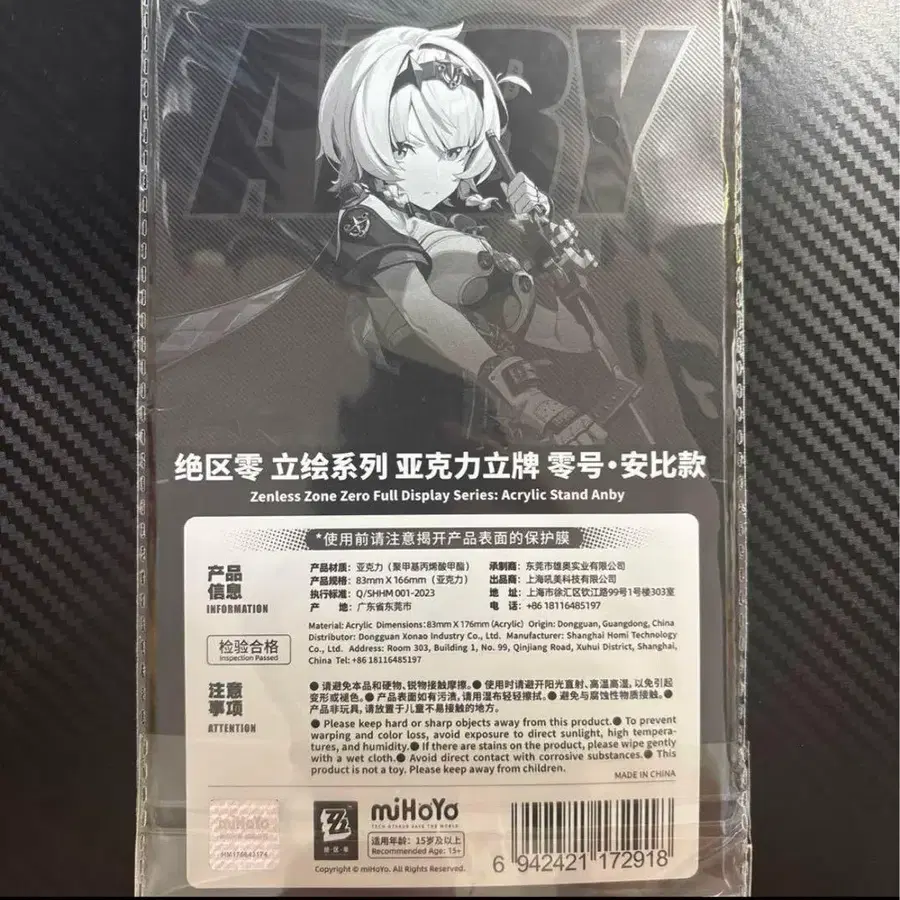 ANBY
绝区零 立绘系列 亚克力立牌 零号·安比款
Zenless Zone Zero Full Display Series: Acrylic Stand Anby
*使用前请注意揭开产品表面的保护膜
产品
信息
INFORMATION
检验合格
Inspection Passed
产品材质：亚克力（聚甲基丙烯酸甲酯）
产品规格：83mm X 166mm（亚克力）
执行标准：Q/SHHM 001-2023
产 地：广东省东莞市
承制商：东莞市雄奥实业有限公司
出品商：上海吼美科技有限公司
地 址：上海市徐汇区钦江路99号1号楼303室
电 话：+86 18116485197
Material: Acrylic Dimensions: 83mm X 176mm (Acrylic) Origin: Dongguan, Guangdong, China
Distributor: Dongguan Xonao Industry Co., Ltd. Manufacturer: Shanghai Homi Technology
Co., Ltd. Address: Room 303, Building 1, No. 99, Qinjiang Road, Xuhui District, Shanghai,
China Tel: +86 18116485197
注意
事项
ATTENTION
● 请避免本品和硬物、锐物接触摩擦。● 使用时请避开阳光直射、高温高湿，以免引起
变形或褪色。● 产品表面如有污渍，请用湿布轻轻擦拭。● 避免与腐蚀性物质接触。●
产品非玩具，请放置于儿童不易接触的地方。
● Please keep hard or sharp objects away from this product.● To prevent
warping and color loss, avoid exposure to direct sunlight, high tempera-
tures, and humidity.● If there are stains on the product, please wipe gently
with a wet cloth.● Avoid direct contact with corrosive substances.● This
product is not a toy. Please keep away from children.
MADE IN CHINA
miHoYo
绝·区·零
miHoYo
TECH OTAKUS SAVE THE WORLD
适用年龄：15岁及以上
Recommended Age: 15+
Copyright © miHoYo. All Rights Reserved.
6 942421 172918